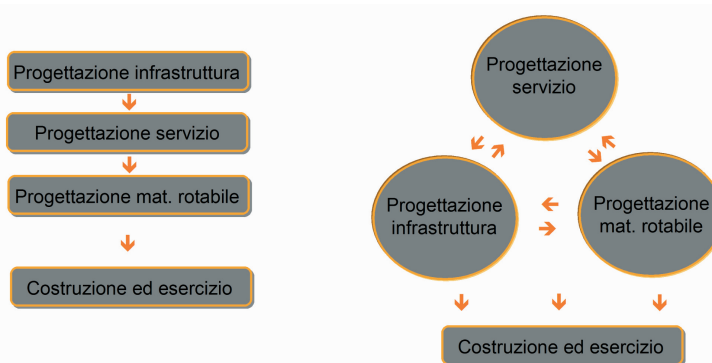 Progettazione infrastruttura
Progettazione servizio
Progettazione mat. rotabile
Costruzione ed esercizio
Progettazione
servizio
Progettazione
infrastruttura
Progettazione
mat. rotabile
Costruzione ed esercizio